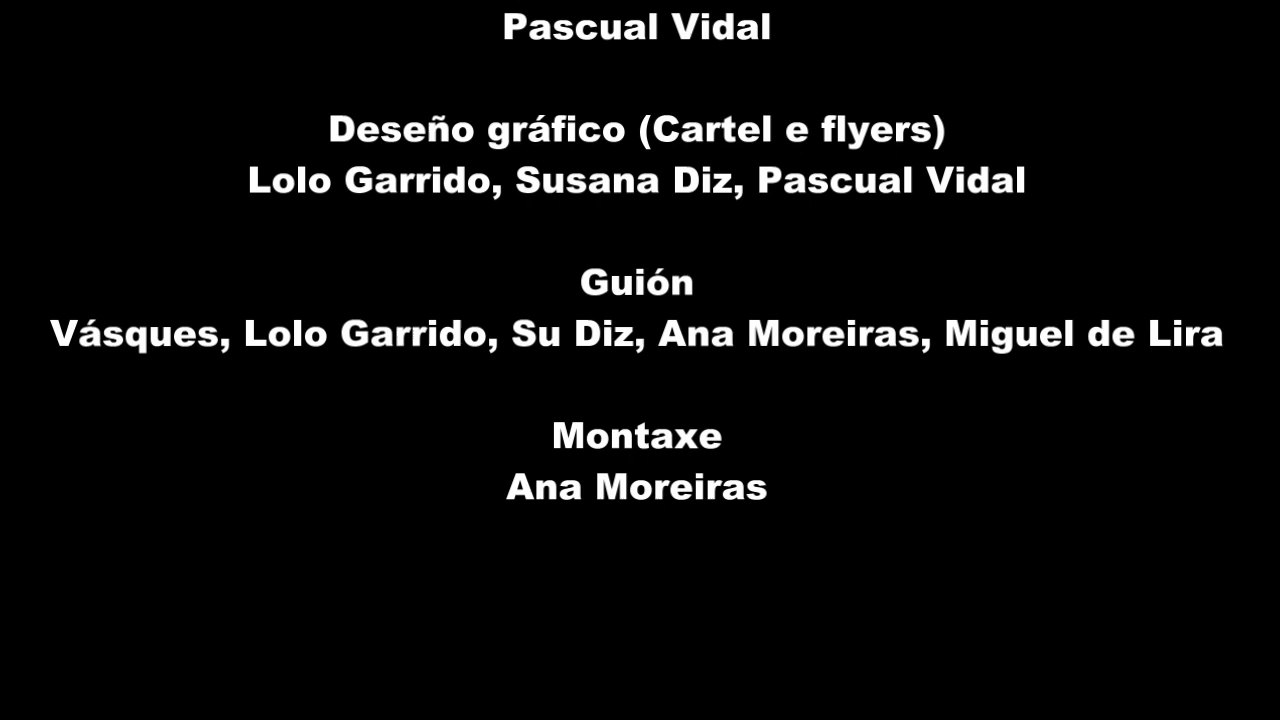 Pascual Vidal
Deseño gráfico (Cartel e flyers)
Lolo Garrido, Susana Diz, Pascual Vidal
Guión
Vásques, Lolo Garrido, Su Diz, Ana Moreiras, Miguel de Lira
Montaxe
Ana Moreiras